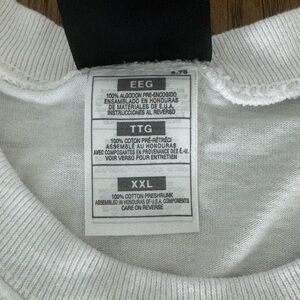 EEG
100% ALGODON PRE-ENCOGIDO
ENSAMBLADO EN HONDURAS
DE MATERIALES DE E.U.A.
INSTRUCCIONES AL REVERSO
TTG
100% COTON PRÉ-RÉTRÉCI
ASSEMBLÉ AU HONDURAS
AVEC COMPOSANTES EN PROVENANCE DES É.-U.
VOIR VERSO POUR ENTRETIEN
XXL
100% COTTON PRESHRUNK
ASSEMBLED IN HONDURAS OF U.S.A. COMPONENTS
CARE ON REVERSE